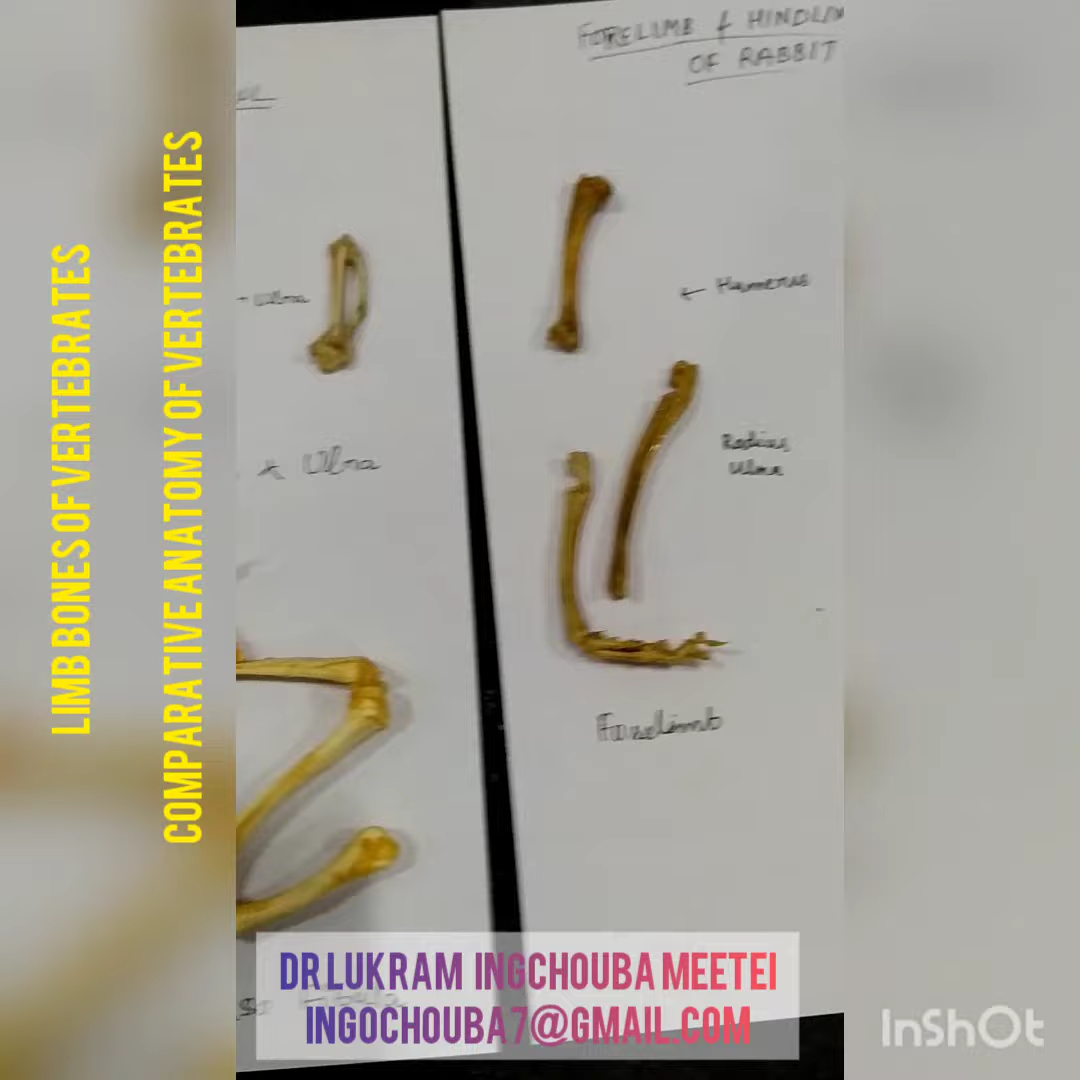 LIMB BONES OF VERTEBRATES
COMPARATIVE ANATOMY OF VERTEBRATES
FORELIMB & HINDLIM
OF RABBIT
Ulna
← Humerus
Radius
Ulna
+ Ulna
Forelimb
DR LUKRAM INGCHOUBA MEETEI
INGOCHOUBA7@GMAIL.COM
InShOt